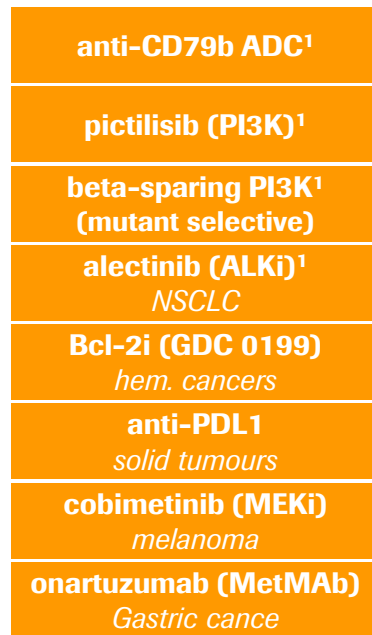 anti-CD79b ADC¹
pictilisib (PI3K)¹
beta-sparing PI3K¹
(mutant selective)
alectinib (ALKi)¹
NSCLC
Bcl-2i (GDC 0199)
hem. cancers
anti-PDL1
solid tumours
cobimetinib (MEKi)
melanoma
onartuzumab (MetMAb)
Gastric cance